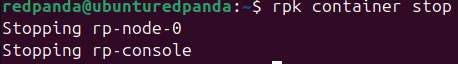 redpanda@ubunturedpanda:~$ rpk container stop
Stopping rp-node-0
Stopping rp-console